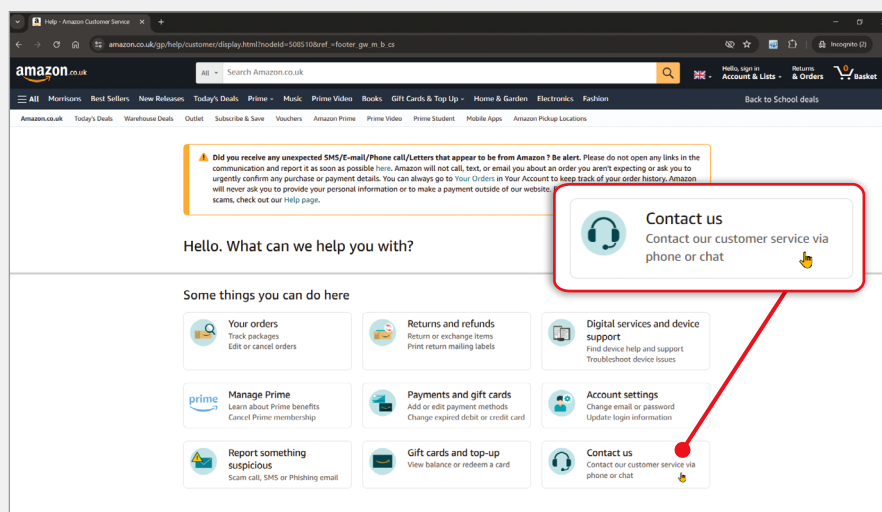 Help - Amazon Customer Service
amazon.co.uk/gp/help/customer/display.html?nodeId=508510&ref_=footer_gw_m_b_cs
Incognito (2)
amazon.co.uk
All
Search Amazon.co.uk
Hello, sign in
Account & Lists
Returns
& Orders
0
Basket
All Morrisons Best Sellers New Releases Today's Deals Prime Music Prime Video Books Gift Cards & Top Up Home & Garden Electronics Fashion
Back to School deals
Amazon.co.uk Today's Deals Warehouse Deals Outlet Subscribe & Save Vouchers Amazon Prime Prime Video Prime Student Mobile Apps Amazon Pickup Locations
Did you receive any unexpected SMS/E-mail/Phone call/Letters that appear to be from Amazon ? Be alert. Please do not open any links in the
communication and report it as soon as possible here. Amazon will not call, text, or email you about an order you aren't expecting or ask you to
urgently confirm any purchase or payment details. You can always go to Your Orders in Your Account to keep track of your order history. Amazon
will never ask you to provide your personal information or to make a payment outside of our website.
scams, check out our Help page.
Contact us
Contact our customer service via
phone or chat
Hello. What can we help you with?
Some things you can do here
Your orders
Track packages
Edit or cancel orders
Returns and refunds
Return or exchange items
Print return mailing labels
Digital services and device
support
Find device help and support
Troubleshoot device issues
prime
Manage Prime
Learn about Prime benefits
Cancel Prime membership
Payments and gift cards
Add or edit payment methods
Change expired debit or credit card
Account settings
Change email or password
Update login information
Report something
suspicious
Scam call, SMS or Phishing email
Gift cards and top-up
View balance or redeem a card
Contact us
Contact our customer service via
phone or chat